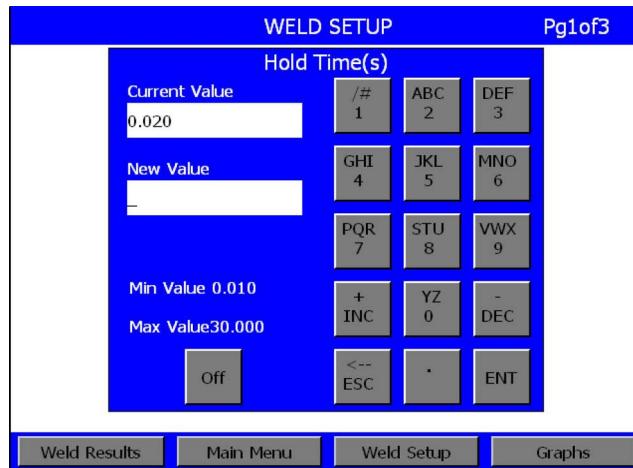 WELD SETUP Pg1of3
Hold Time(s)
Current Value
0.020
New Value
_
Min Value 0.010
Max Value30.000
Off
/#
1
ABC
2
DEF
3
GHI
4
JKL
5
MNO
6
PQR
7
STU
8
VWX
9
+
INC
YZ
0
-
DEC
<--
ESC
.
ENT
Weld Results Main Menu Weld Setup Graphs